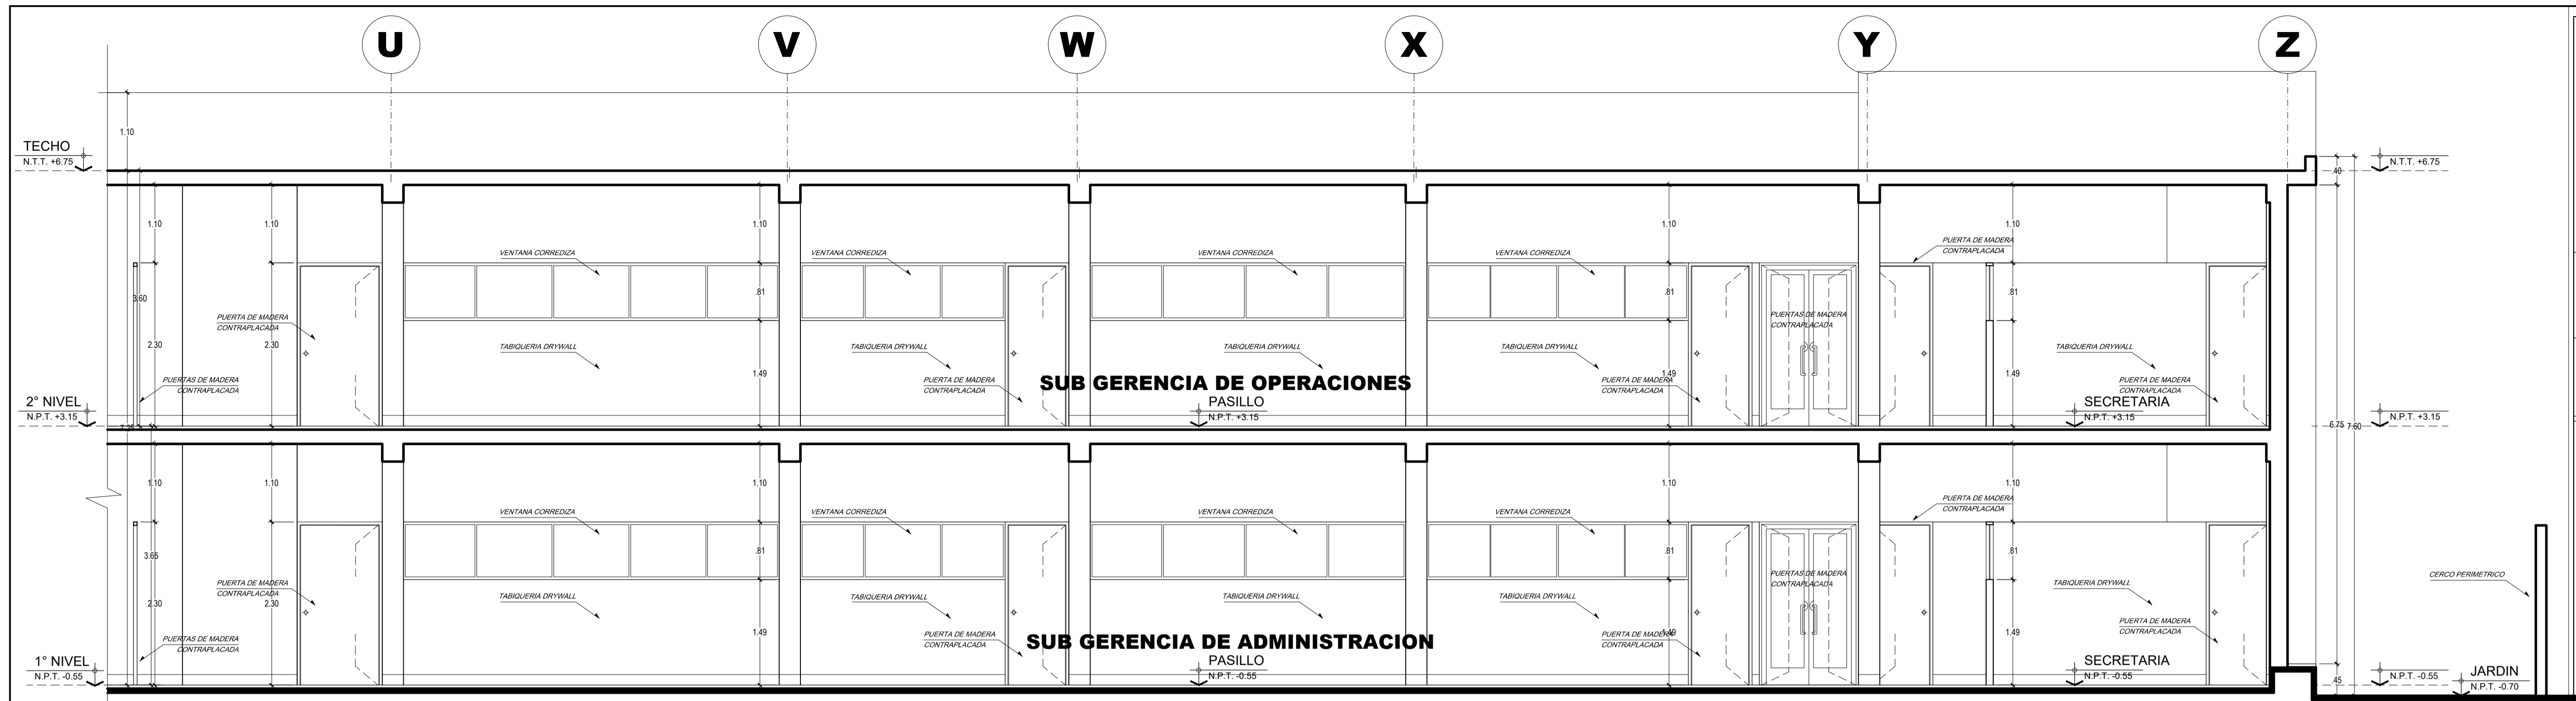 U
V
W
X
Y
Z
1.10
TECHO
N.T.T. +6.75
N.T.T. +6.75
.40
1.10
1.10
1.10
1.10
1.10
VENTANA CORREDIZA
VENTANA CORREDIZA
VENTANA CORREDIZA
VENTANA CORREDIZA
PUERTA DE MADERA
CONTRAPLACADA
3.60
.81
.81
.81
PUERTA DE MADERA
CONTRAPLACADA
PUERTAS DE MADERA
CONTRAPLACADA
2.30
2.30
TABIQUERIA DRYWALL
TABIQUERIA DRYWALL
TABIQUERIA DRYWALL
TABIQUERIA DRYWALL
TABIQUERIA DRYWALL
1.49
1.49
1.49
PUERTAS DE MADERA
CONTRAPLACADA
PUERTA DE MADERA
CONTRAPLACADA
SUB GERENCIA DE OPERACIONES
PUERTA DE MADERA
CONTRAPLACADA
PUERTA DE MADERA
CONTRAPLACADA
2° NIVEL
N.P.T. +3.15
PASILLO
N.P.T. +3.15
SECRETARIA
N.P.T. +3.15
N.P.T. +3.15
7.25
6.75
7.60
1.10
1.10
1.10
1.10
1.10
VENTANA CORREDIZA
VENTANA CORREDIZA
VENTANA CORREDIZA
VENTANA CORREDIZA
PUERTA DE MADERA
CONTRAPLACADA
3.65
.81
.81
.81
PUERTA DE MADERA
CONTRAPLACADA
PUERTAS DE MADERA
CONTRAPLACADA
CERCO PERIMETRICO
2.30
2.30
TABIQUERIA DRYWALL
TABIQUERIA DRYWALL
TABIQUERIA DRYWALL
TABIQUERIA DRYWALL
TABIQUERIA DRYWALL
1.49
1.49
1.49
PUERTAS DE MADERA
CONTRAPLACADA
PUERTA DE MADERA
CONTRAPLACADA
SUB GERENCIA DE ADMINISTRACION
PUERTA DE MADERA
CONTRAPLACADA
PUERTA DE MADERA
CONTRAPLACADA
1° NIVEL
N.P.T. -0.55
PASILLO
N.P.T. -0.55
SECRETARIA
N.P.T. -0.55
.45
N.P.T. -0.55
JARDIN
N.P.T. -0.70